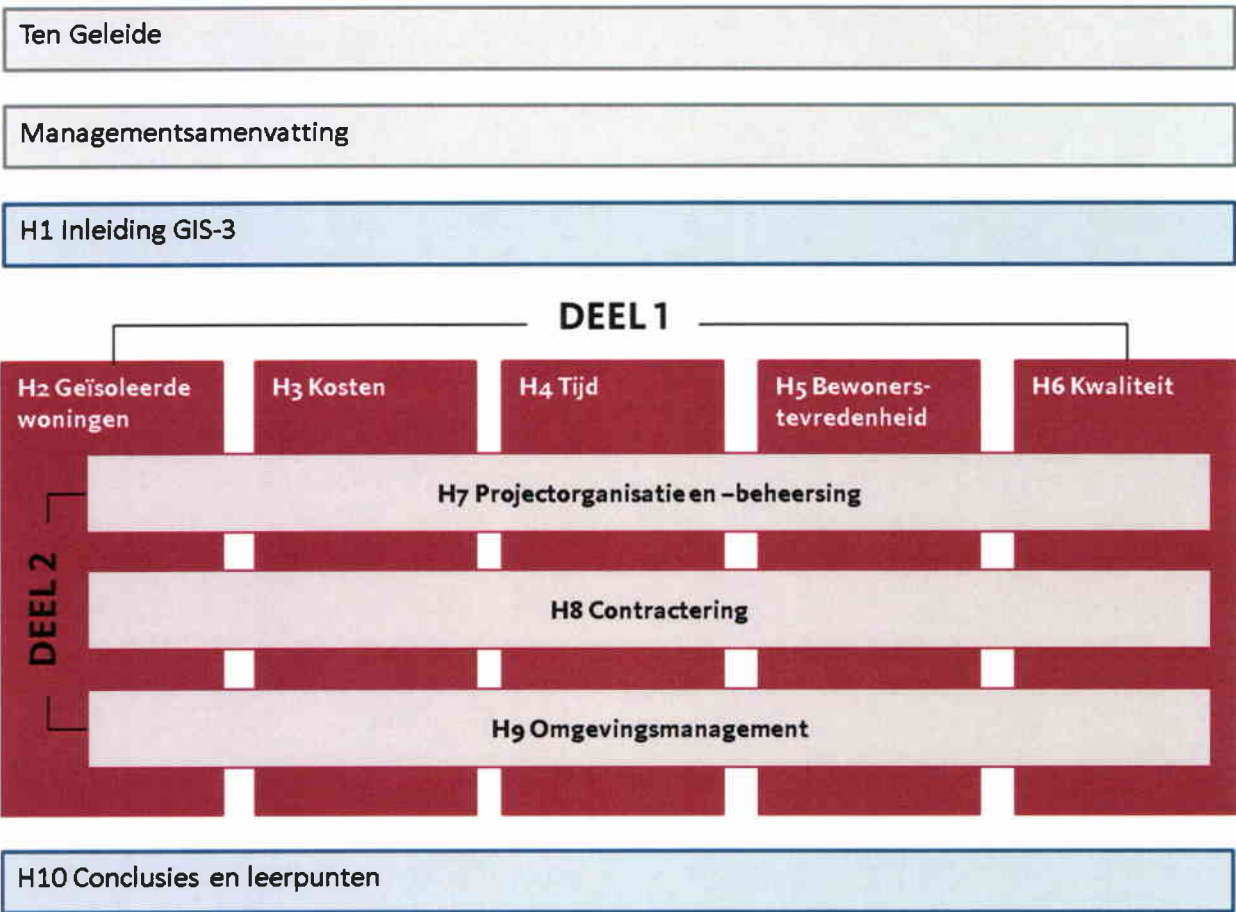 Ten Geleide
Managementsamenvatting
H1 Inleiding GIS-3
DEEL 1
H2 Geïsoleerde
woningen
H3 Kosten
H4 Tijd
H5 Bewoners-
tevredenheid
H6 Kwaliteit
DEEL 2
H7 Projectorganisatie en –beheersing
H8 Contractering
H9 Omgevingsmanagement
H10 Conclusies en leerpunten